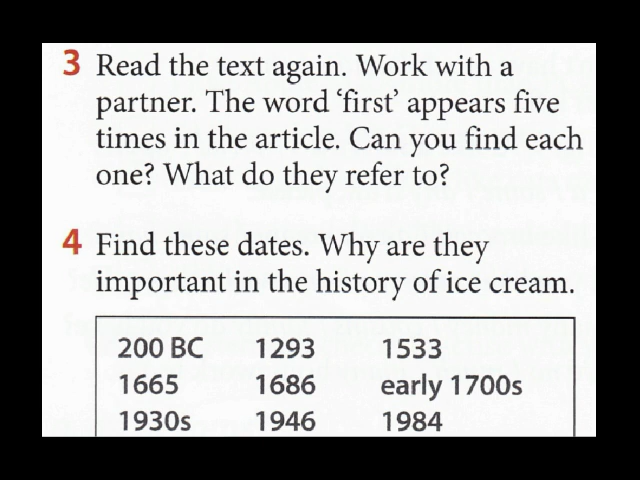 3 Read the text again. Work with a
partner. The word ‘first’ appears five
times in the article. Can you find each
one? What do they refer to?
4 Find these dates. Why are they
important in the history of ice cream.
200 BC 1293 1533
1665 1686 early 1700s
1930s 1946 1984